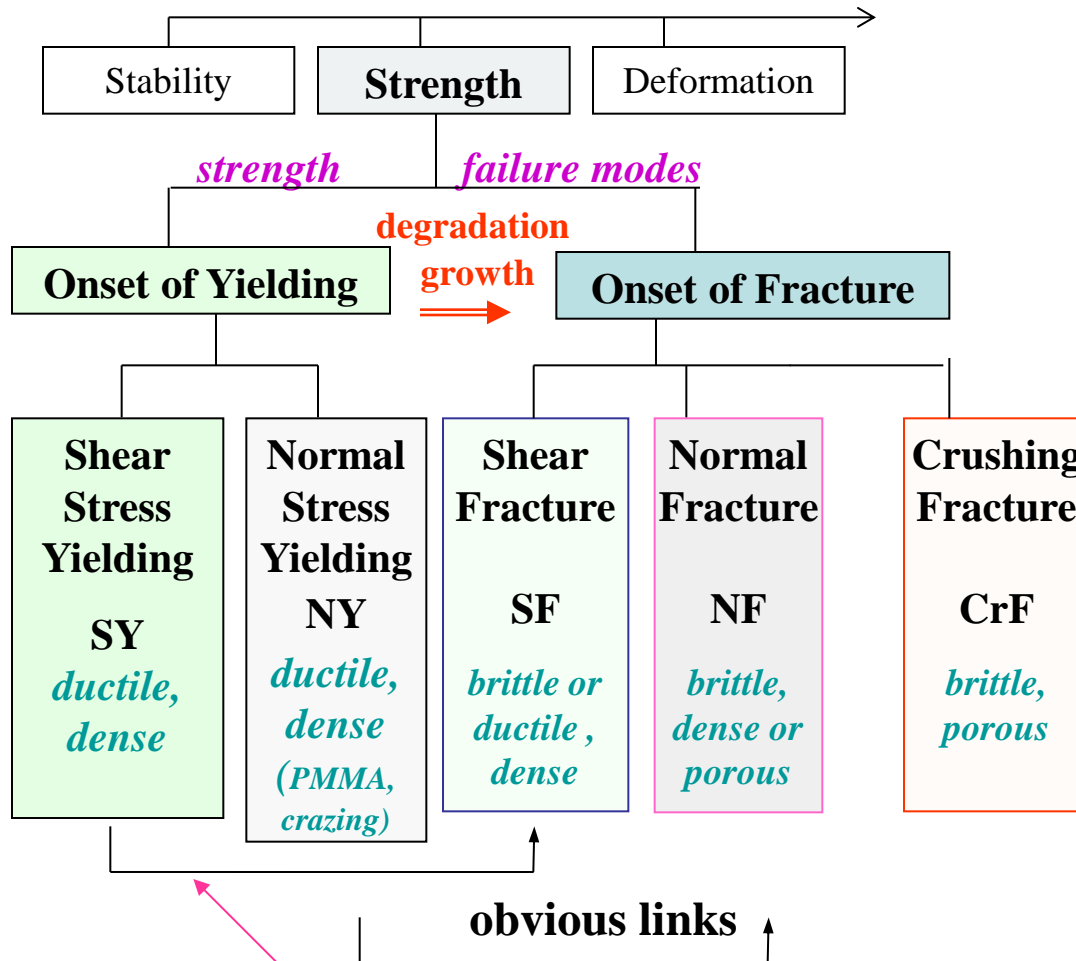 Stability
Strength
Deformation
strength failure modes
degradation
growth
Onset of Yielding
Onset of Fracture
Shear
Stress
Yielding
SY
ductile,
dense
Normal
Stress
Yielding
NY
ductile,
dense
(PMMA,
crazing)
Shear
Fracture
SF
brittle or
ductile ,
dense
Normal
Fracture
NF
brittle,
dense or
porous
Crushing
Fracture
CrF
brittle,
porous
obvious links